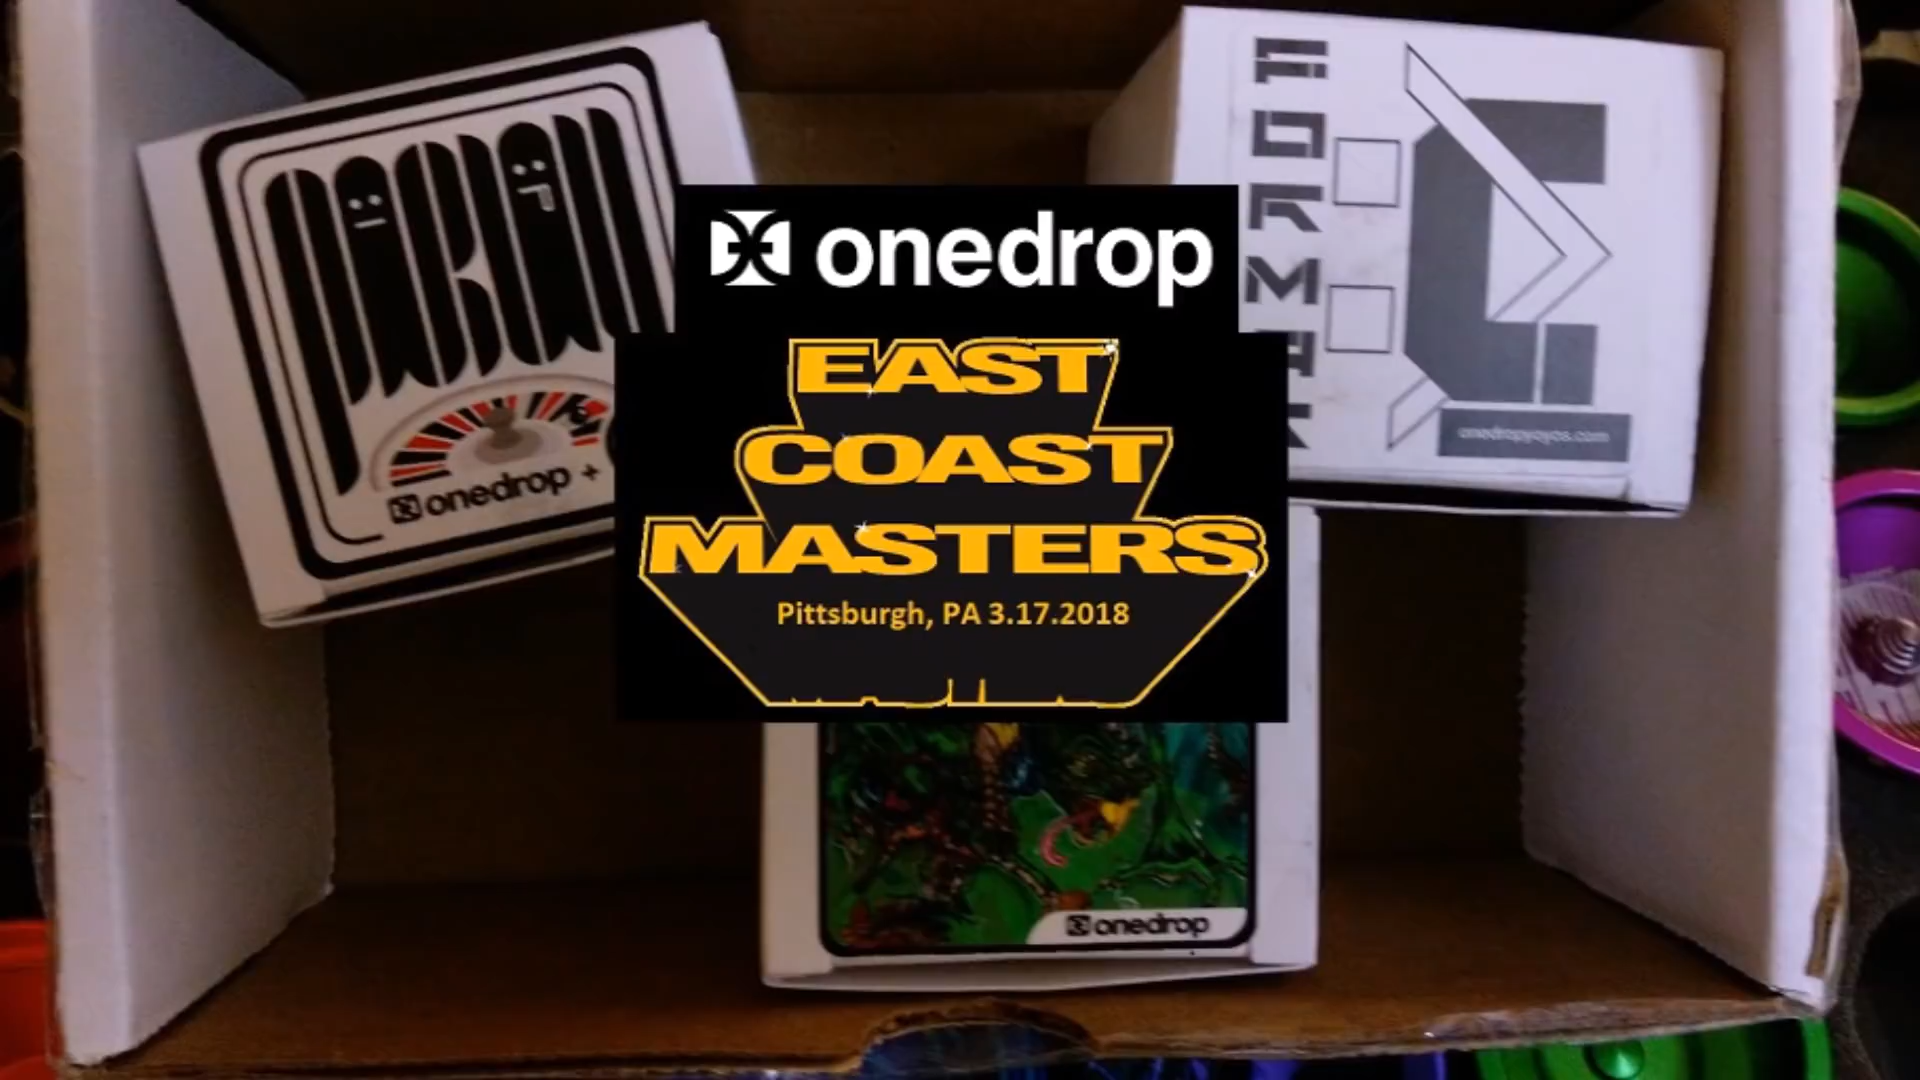 onedrop
EAST
COAST
MASTERS
Pittsburgh, PA 3.17.2018
onedrop +
FORMAT
onedropyoyos.com
onedrop